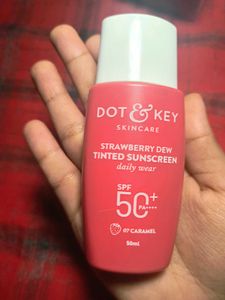 DOT & KEY
SKINCARE
STRAWBERRY DEW
TINTED SUNSCREEN
daily wear
SPF
50+
PA++++
07 CARAMEL
50ml